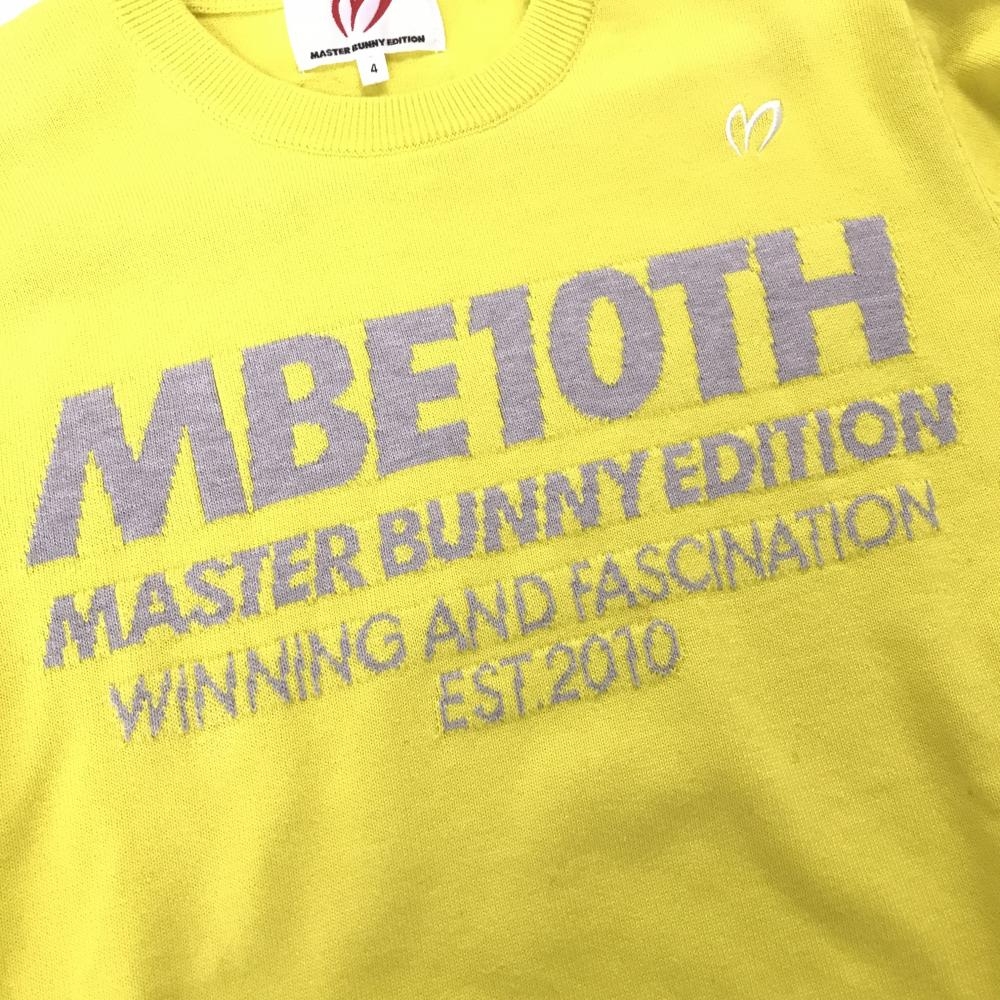 MASTER BUNNY EDITION
4
MBE10TH
MASTER BUNNY EDITION
WINNING AND FASCINATION
EST.2010